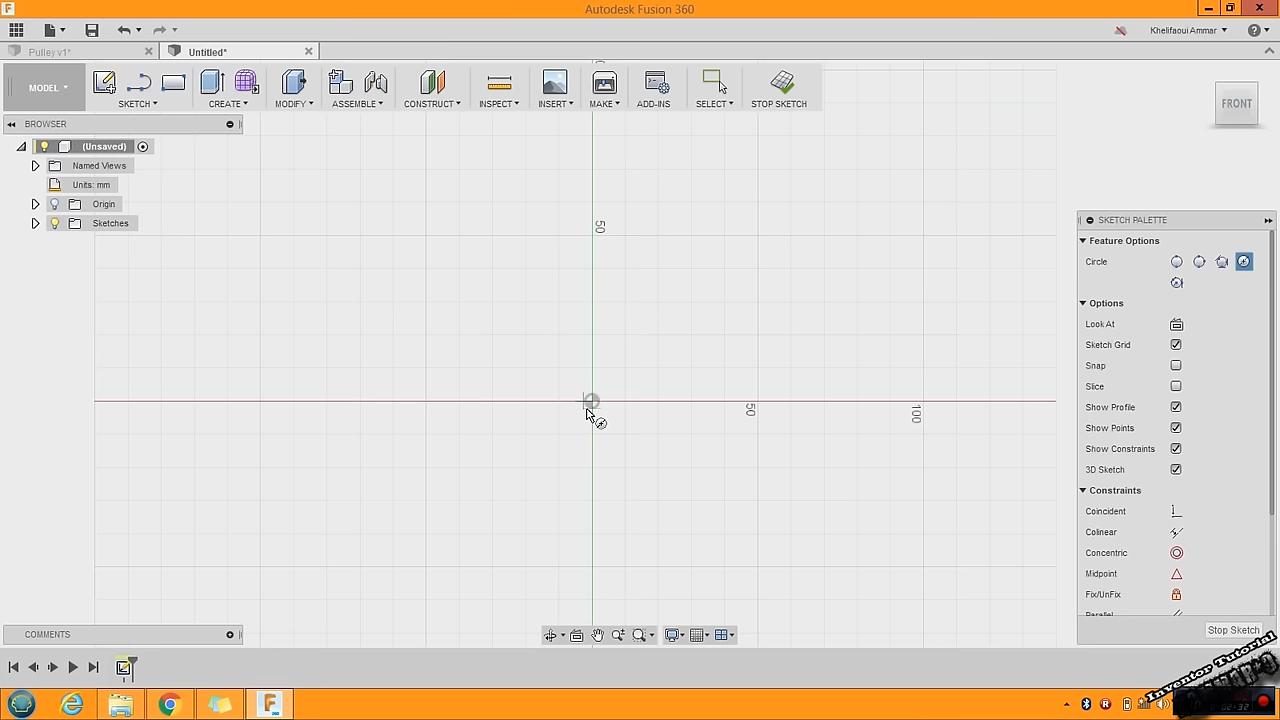 Autodesk Fusion 360
Khelifaoui Ammar
Pulley v1*
Untitled*
MODEL
SKETCH
CREATE
MODIFY
ASSEMBLE
CONSTRUCT
INSPECT
INSERT
MAKE
ADD-INS
SELECT
STOP SKETCH
FRONT
BROWSER
(Unsaved)
Named Views
Units: mm
Origin
Sketches
50
50
100
SKETCH PALETTE
Feature Options
Circle
Options
Look At
Sketch Grid
Snap
Slice
Show Profile
Show Points
Show Constraints
3D Sketch
Constraints
Coincident
Colinear
Concentric
Midpoint
Fix/UnFix
Parallel
Stop Sketch
COMMENTS
Inventor Tutorial